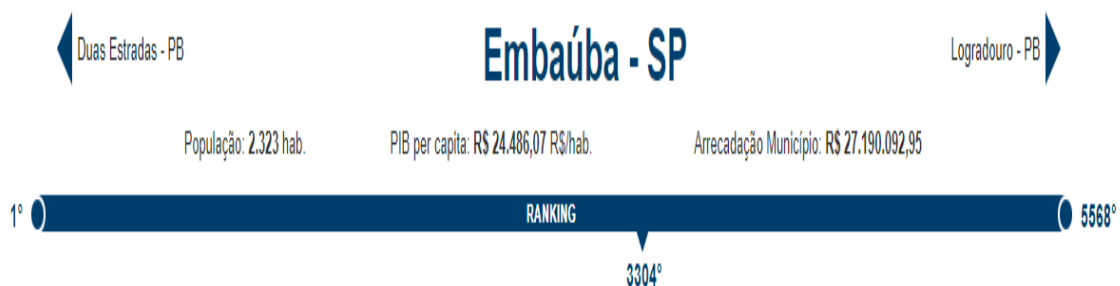 Duas Estradas - PB
Embaúba - SP
Logradouro - PB
População: 2.323 hab.
PIB per capita: R$ 24.486,07 R$/hab.
Arrecadação Município: R$ 27.190.092,95
1°
RANKING
5568°
3304°